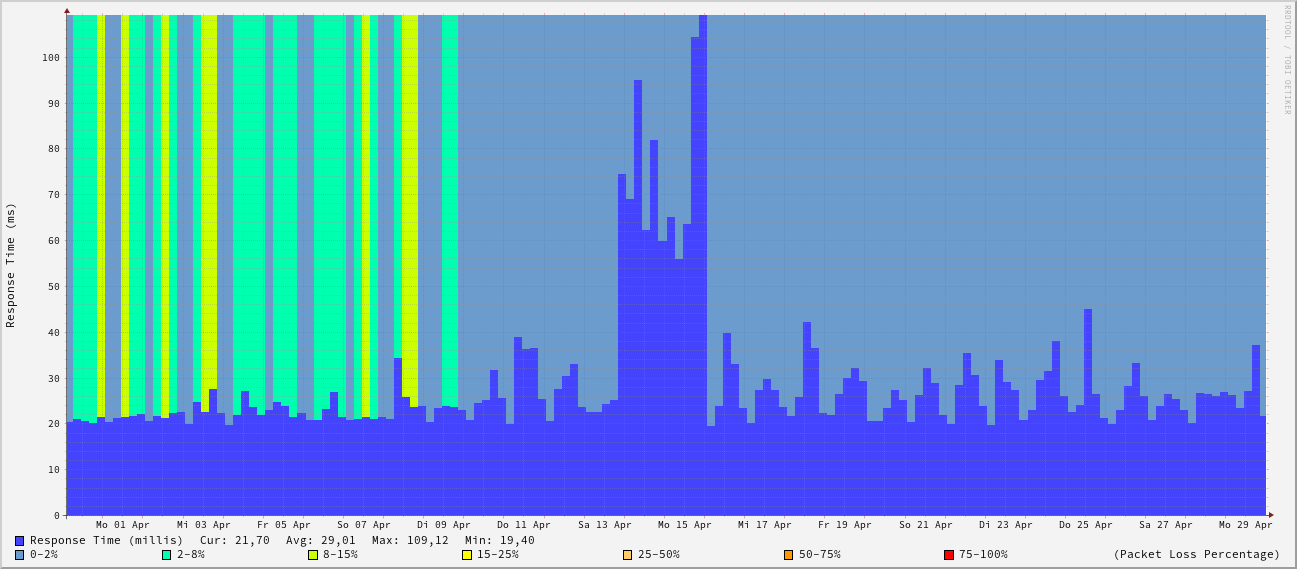 RRDTOOL / TOBI OETIKER
Response Time (ms)
100
90
80
70
60
50
40
30
20
10
0
Mo 01 Apr Mi 03 Apr Fr 05 Apr So 07 Apr Di 09 Apr Do 11 Apr Sa 13 Apr Mo 15 Apr Mi 17 Apr Fr 19 Apr So 21 Apr Di 23 Apr Do 25 Apr Sa 27 Apr Mo 29 Apr
Response Time (millis) Cur: 21,70 Avg: 29,01 Max: 109,12 Min: 19,40
0-2% 2-8% 8-15% 15-25% 25-50% 50-75% 75-100% (Packet Loss Percentage)